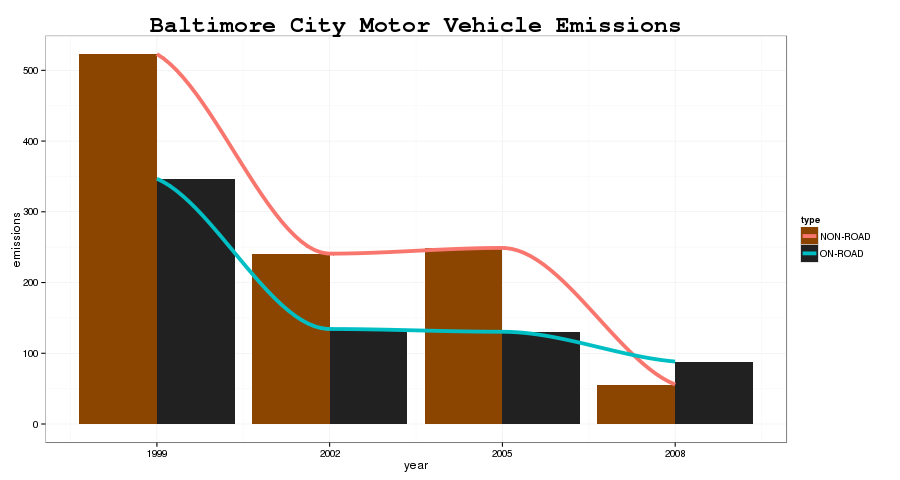 Baltimore City Motor Vehicle Emissions
500
400
300
200
100
0
emissions
1999
2002
2005
2008
year
type
NON-ROAD
ON-ROAD